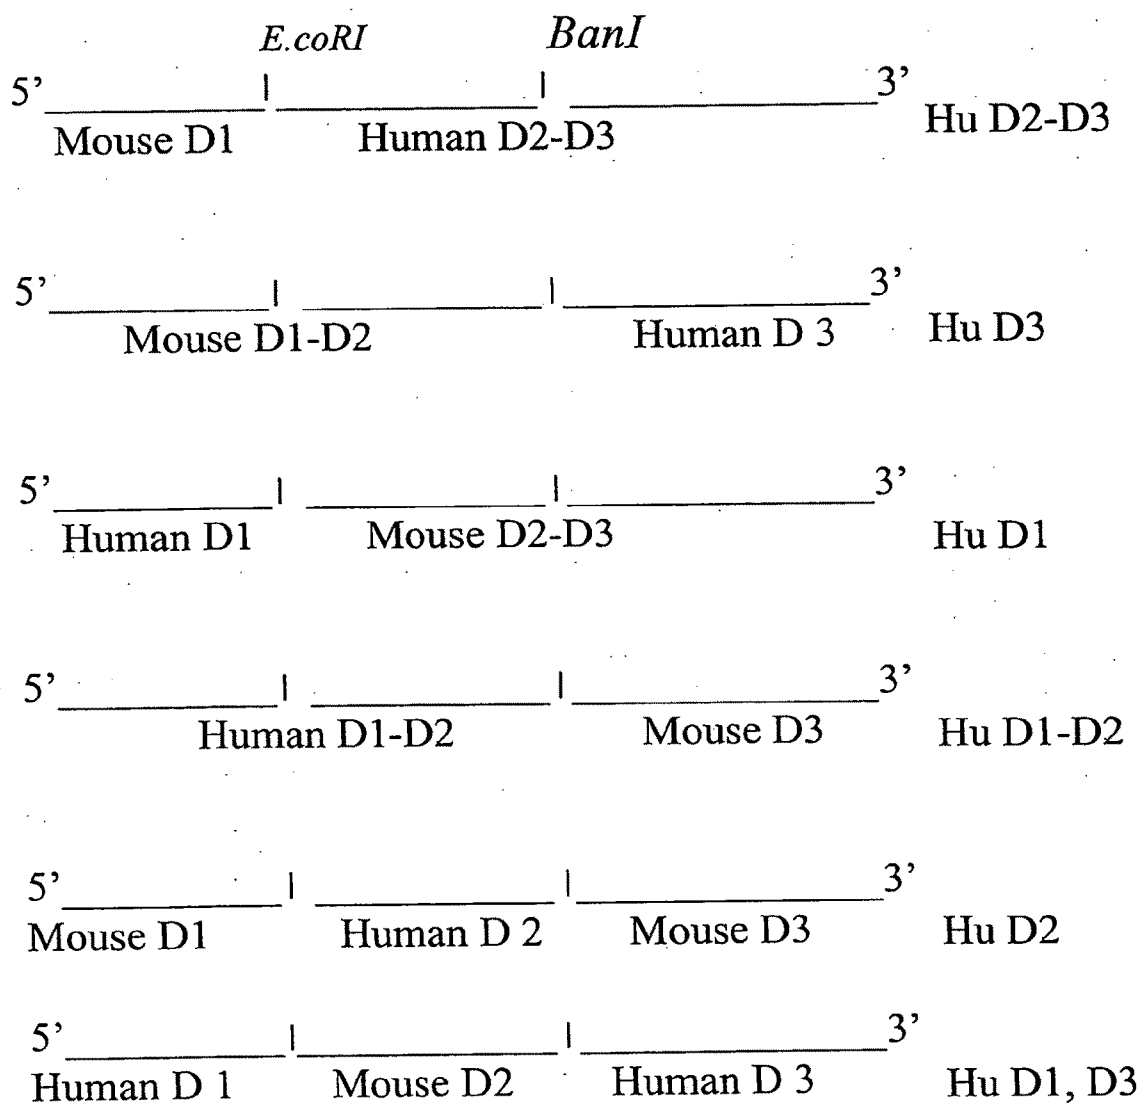 E.coRI BanI
5’ 3’
Mouse D1 Human D2-D3 Hu D2-D3
5’ 3’
Mouse D1-D2 Human D 3 Hu D3
5’ 3’
Human D1 Mouse D2-D3 Hu D1
5’ 3’
Human D1-D2 Mouse D3 Hu D1-D2
5’ 3’
Mouse D1 Human D 2 Mouse D3 Hu D2
5’ 3’
Human D 1 Mouse D2 Human D 3 Hu D1, D3